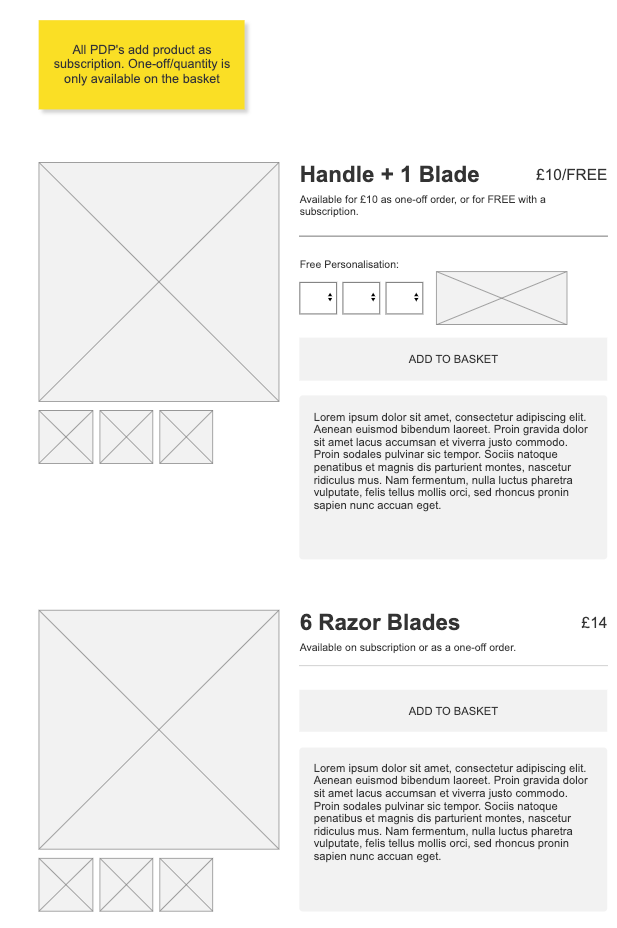 All PDP's add product as
subscription. One-off/quantity is
only available on the basket
Handle + 1 Blade
£10/FREE
Available for £10 as one-off order, or for FREE with a
subscription.
Free Personalisation:
ADD TO BASKET
Lorem ipsum dolor sit amet, consectetur adipiscing elit.
Aenean euismod bibendum laoreet. Proin gravida dolor
sit amet lacus accumsan et viverra justo commodo.
Proin sodales pulvinar sic tempor. Sociis natoque
penatibus et magnis dis parturient montes, nascetur
ridiculus mus. Nam fermentum, nulla luctus pharetra
vulputate, felis tellus mollis orci, sed rhoncus pronin
sapien nunc accuan eget.
6 Razor Blades
£14
Available on subscription or as a one-off order.
ADD TO BASKET
Lorem ipsum dolor sit amet, consectetur adipiscing elit.
Aenean euismod bibendum laoreet. Proin gravida dolor
sit amet lacus accumsan et viverra justo commodo.
Proin sodales pulvinar sic tempor. Sociis natoque
penatibus et magnis dis parturient montes, nascetur
ridiculus mus. Nam fermentum, nulla luctus pharetra
vulputate, felis tellus mollis orci, sed rhoncus pronin
sapien nunc accuan eget.